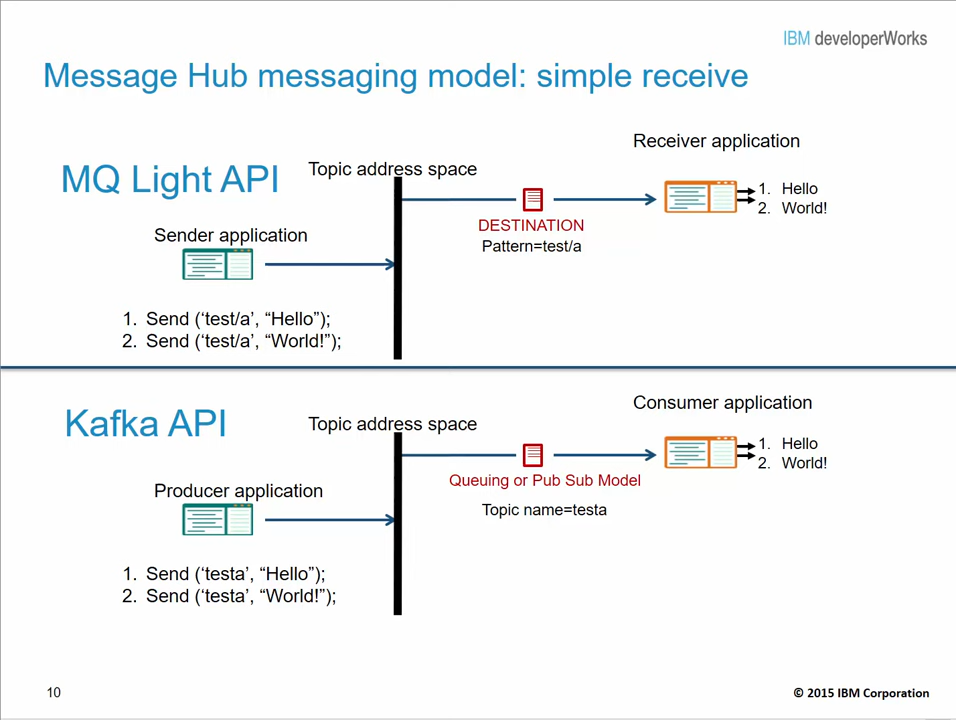 IBM developerWorks
Message Hub messaging model: simple receive
MQ Light API
Topic address space
Receiver application
1. Hello
2. World!
DESTINATION
Pattern=test/a
Sender application
1. Send (‘test/a’, “Hello”);
2. Send (‘test/a’, “World!”);
Kafka API
Topic address space
Consumer application
1. Hello
2. World!
Queuing or Pub Sub Model
Topic name=testa
Producer application
1. Send (‘testa’, “Hello”);
2. Send (‘testa’, “World!”);
10
© 2015 IBM Corporation